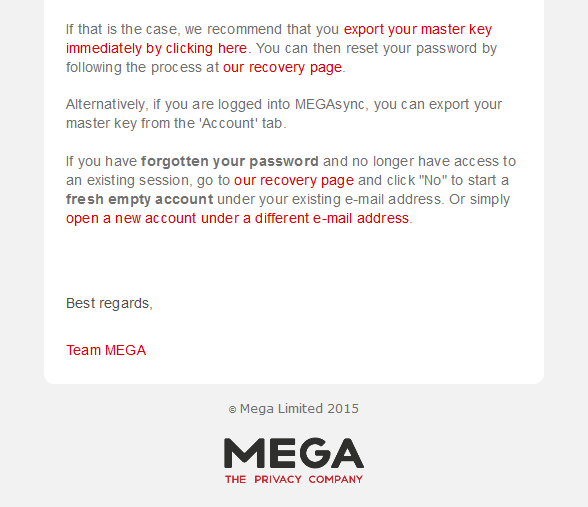 If that is the case, we recommend that you export your master key
immediately by clicking here. You can then reset your password by
following the process at our recovery page.
Alternatively, if you are logged into MEGAsync, you can export your
master key from the 'Account' tab.
If you have forgotten your password and no longer have access to
an existing session, go to our recovery page and click "No" to start a
fresh empty account under your existing e-mail address. Or simply
open a new account under a different e-mail address.
Best regards,
Team MEGA
© Mega Limited 2015
MEGA
THE PRIVACY COMPANY